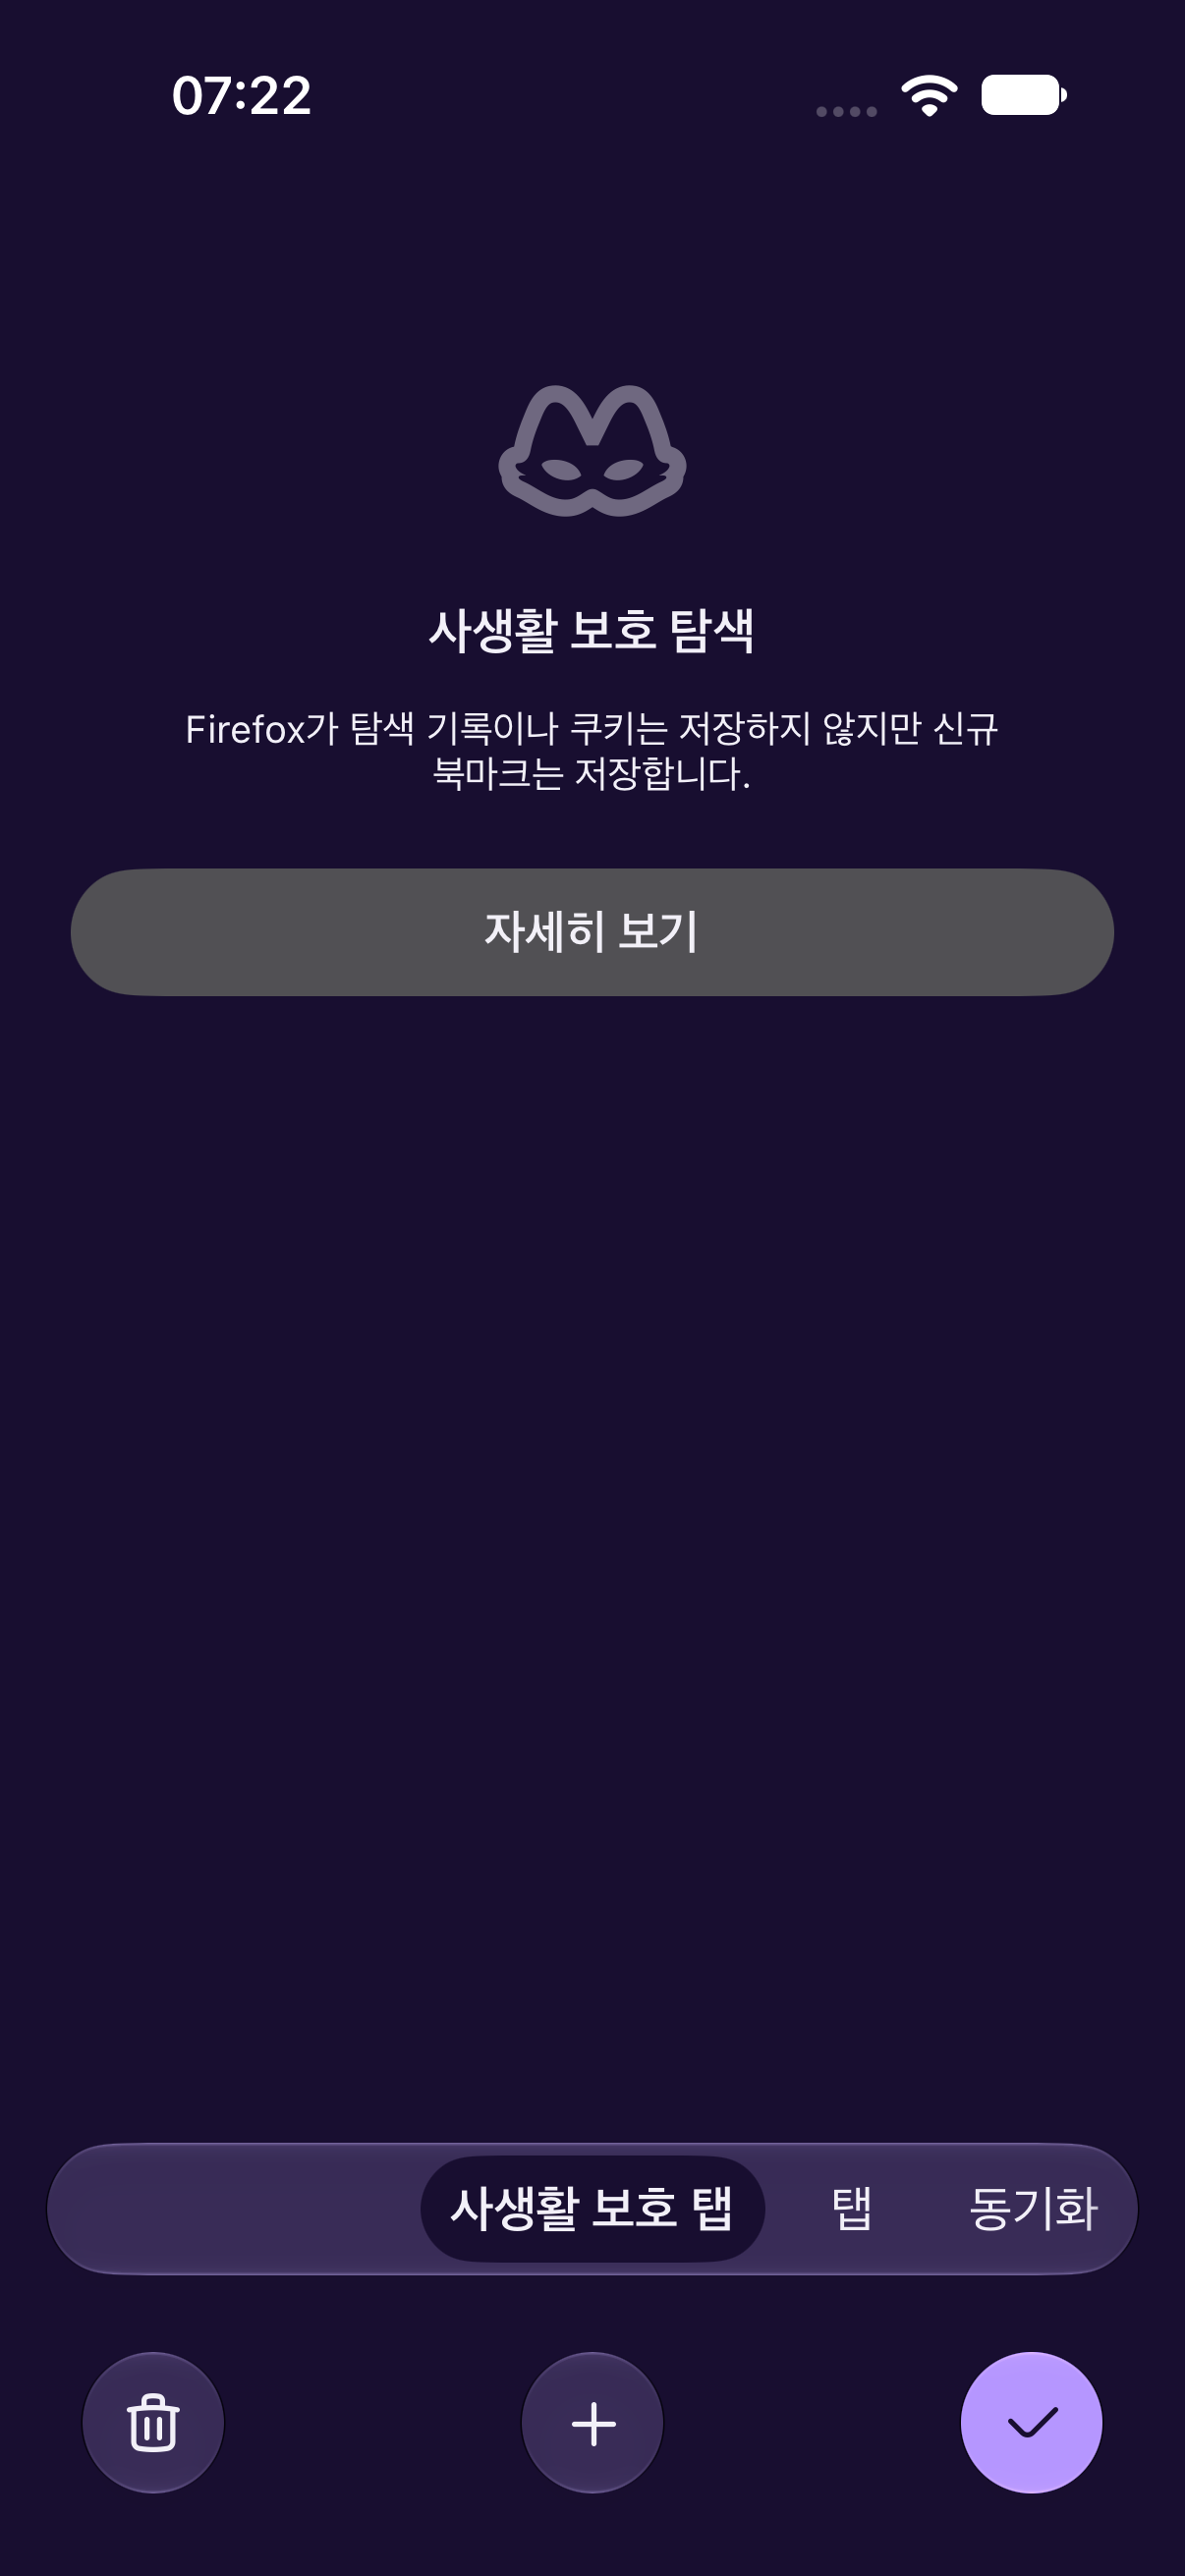 07:22
사생활 보호 탐색
Firefox가 탐색 기록이나 쿠키는 저장하지 않지만 신규
북마크는 저장합니다.
자세히 보기
사생활 보호 탭
탭
동기화